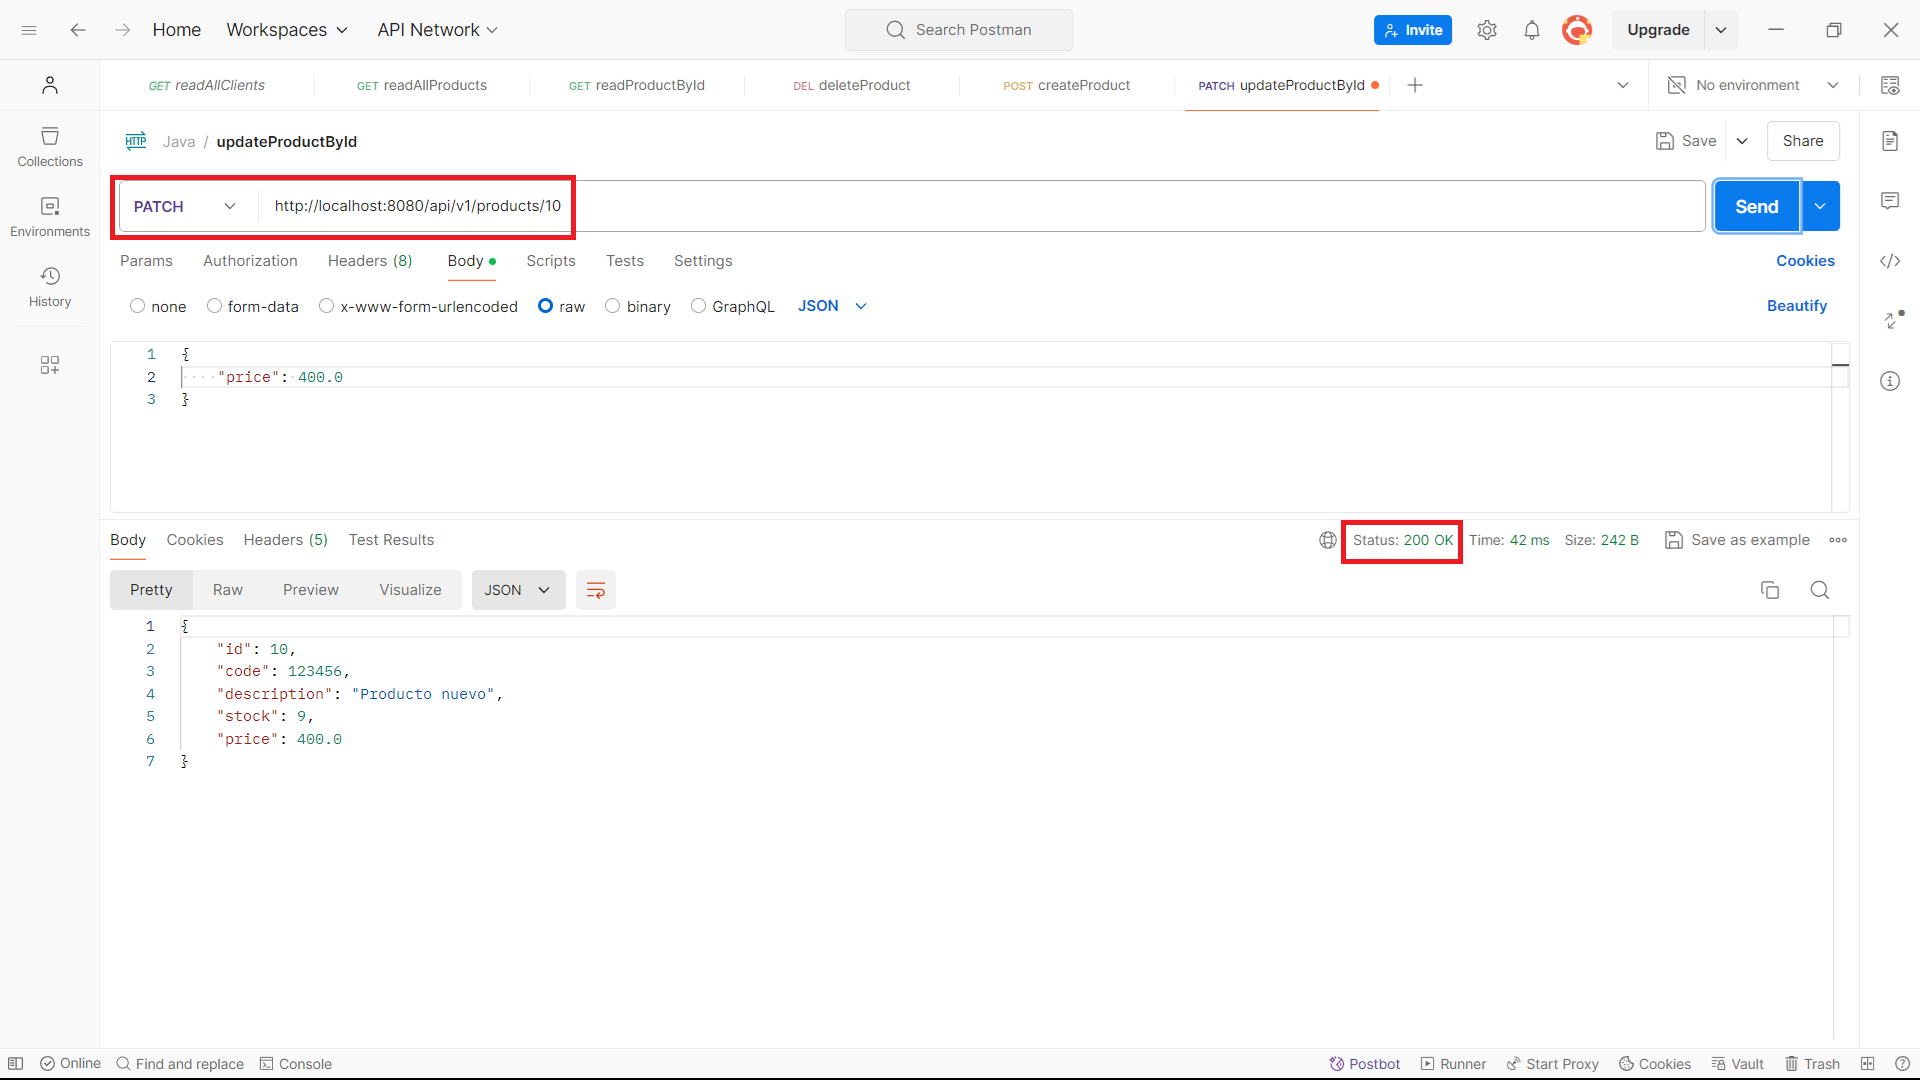 Home Workspaces API Network Search Postman Invite Upgrade
GET readAllClients GET readAllProducts GET readProductById DEL deleteProduct POST createProduct PATCH updateProductById No environment
HTTP Java / updateProductById Save Share
Collections
PATCH http://localhost:8080/api/v1/products/10 Send
Environments
Params Authorization Headers (8) Body Scripts Tests Settings Cookies
History
none form-data x-www-form-urlencoded raw binary GraphQL JSON Beautify
1 {
2 "price": 400.0
3 }
Body Cookies Headers (5) Test Results Status: 200 OK Time: 42 ms Size: 242 B Save as example
Pretty Raw Preview Visualize JSON
1 {
2 "id": 10,
3 "code": 123456,
4 "description": "Producto nuevo",
5 "stock": 9,
6 "price": 400.0
7 }
Online Find and replace Console Postbot Runner Start Proxy Cookies Vault Trash